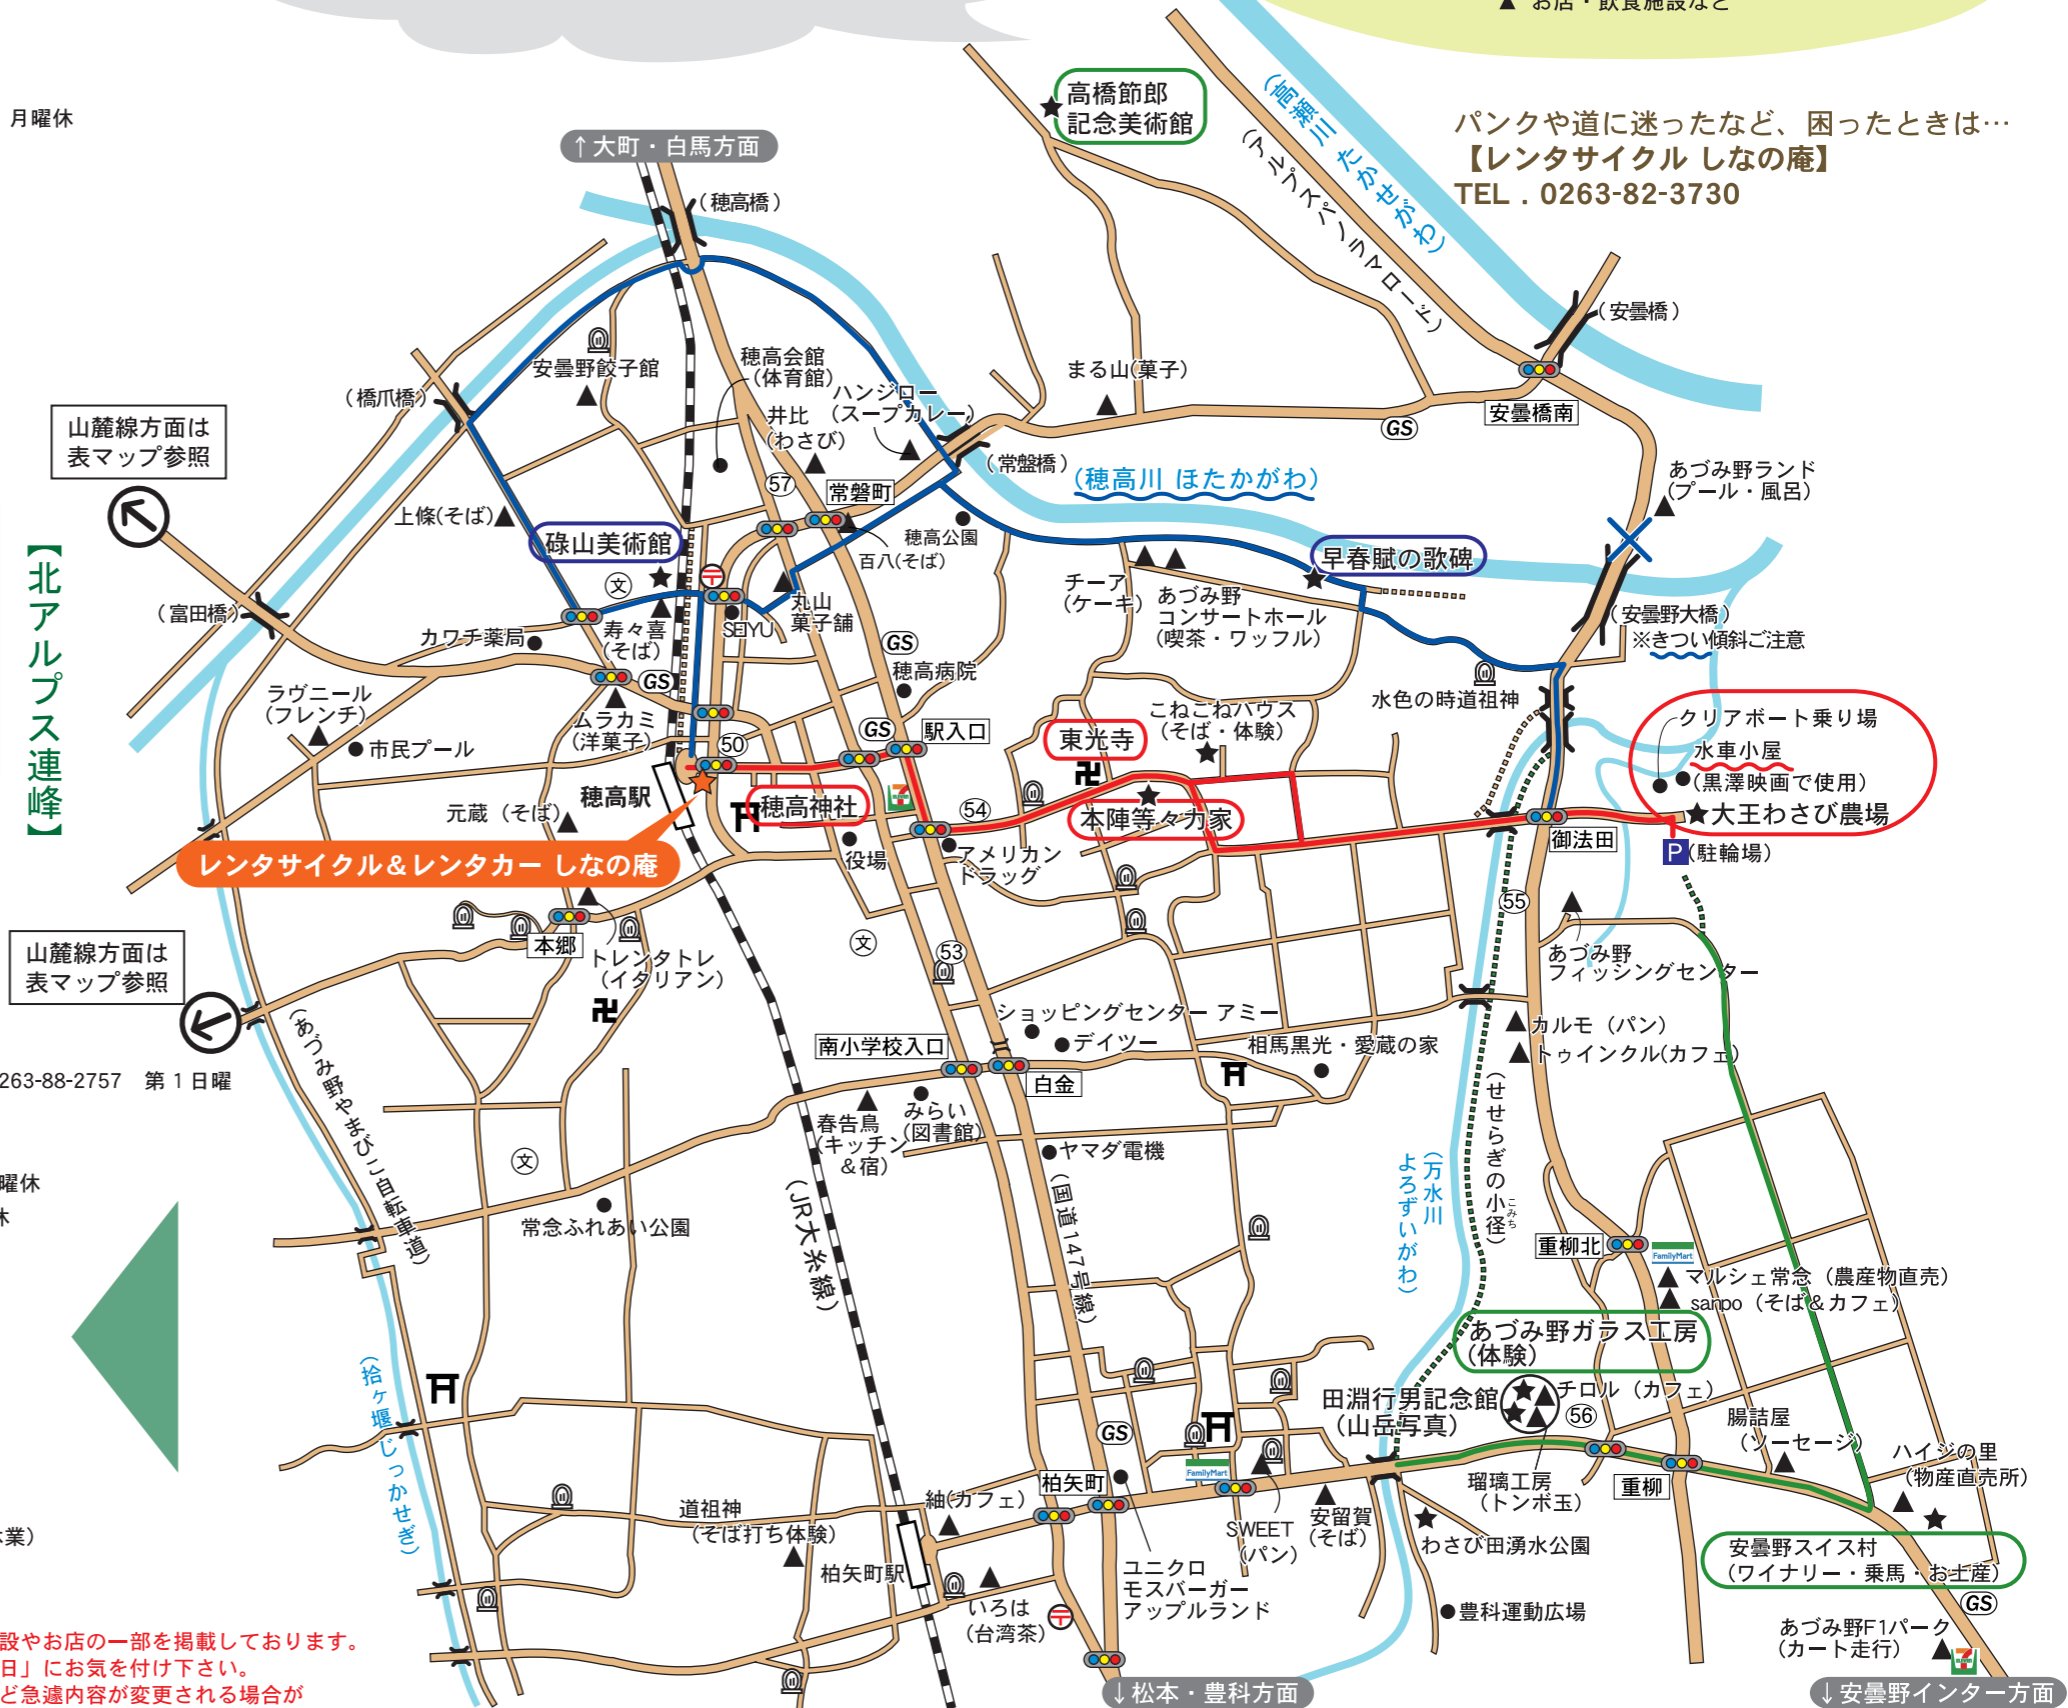 ▲ お店・飲食施設など
月曜休
高橋節郎
記念美術館
(高瀬川 たかせがわ)
(アルプスパノラマロード)
パンクや道に迷ったなど、困ったときは…
【レンタサイクル しなの庵】
TEL．0263-82-3730
↑大町・白馬方面
(穂高橋)
(安曇橋)
安曇野餃子館
穂高会館
(体育館)
ハンジロー
(スープカレー)
まる山(菓子)
(橋爪橋)
井比
(わさび)
安曇橋南
GS
山麓線方面は
表マップ参照
(常盤橋)
(穂高川 ほたかがわ)
あづみ野ランド
(プール・風呂)
57
常磐町
上條(そば)
碌山美術館
穂高公園
百八(そば)
早春賦の歌碑
【北アルプス連峰】
文
〒
チーア
(ケーキ)
あづみ野
コンサートホール
(喫茶・ワッフル)
(富田橋)
カワチ薬局
寿々喜
(そば)
SEIYU
丸山
菓子舗
(安曇野大橋)
※きつい傾斜ご注意
GS
穂高病院
GS
ラヴニール
(フレンチ)
ムラカミ
(洋菓子)
水色の時道祖神
こねこねハウス
(そば・体験)
クリアボート乗り場
水車小屋
(黒澤映画で使用)
★大王わさび農場
市民プール
50
GS
駅入口
東光寺
穂高駅
穂高神社
54
本陣等々力家
元蔵 (そば)
御法田
P(駐輪場)
レンタサイクル＆レンタカー しなの庵
役場
アメリカン
ドラッグ
55
本郷
トレンタトレ
(イタリアン)
文
53
あづみ野
フィッシングセンター
山麓線方面は
表マップ参照
(あづみ野やまびこ自転車道)
ショッピングセンター アミー
デイツー
カルモ (パン)
トゥインクル(カフェ)
南小学校入口
白金
相馬黒光・愛蔵の家
263-88-2757　第１日曜
春告鳥
(キッチン
＆宿)
みらい
(図書館)
(せせらぎの小径)
こみち
文
ヤマダ電機
(万水川
よろずいがわ)
曜休
休
常念ふれあい公園
(JR大糸線)
(国道147号線)
重柳北
FamilyMart
マルシェ常念 (農産物直売)
sanpo (そば＆カフェ)
あづみ野ガラス工房
(体験)
(拾ヶ堰じっかせぎ)
田淵行男記念館
(山岳写真)
チロル (カフェ)
56
腸詰屋
(ソーセージ)
ハイジの里
(物産直売所)
GS
FamilyMart
柏矢町
瑠璃工房
(トンボ玉)
重柳
道祖神
(そば打ち体験)
紬(カフェ)
SWEET
(パン)
安留賀
(そば)
わさび田湧水公園
安曇野スイス村
(ワイナリー・乗馬・お土産)
休業)
柏矢町駅
ユニクロ
モスバーガー
アップルランド
いろは
(台湾茶)
〒
豊科運動広場
GS
あづみ野F1パーク
(カート走行)
設やお店の一部を掲載しております。
日」にお気を付け下さい。
ど急遽内容が変更される場合が
↓松本・豊科方面
↓安曇野インター方面